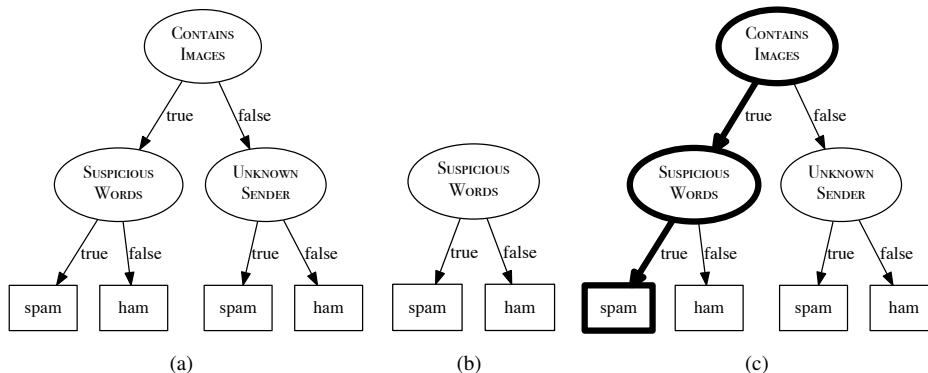 CONTAINS
IMAGES
true
false
SUSPICIOUS
WORDS
UNKNOWN
SENDER
true
false
true
false
spam
ham
spam
ham
(a)
SUSPICIOUS
WORDS
true
false
spam
ham
(b)
CONTAINS
IMAGES
true
false
SUSPICIOUS
WORDS
UNKNOWN
SENDER
true
false
true
false
spam
ham
spam
ham
(c)